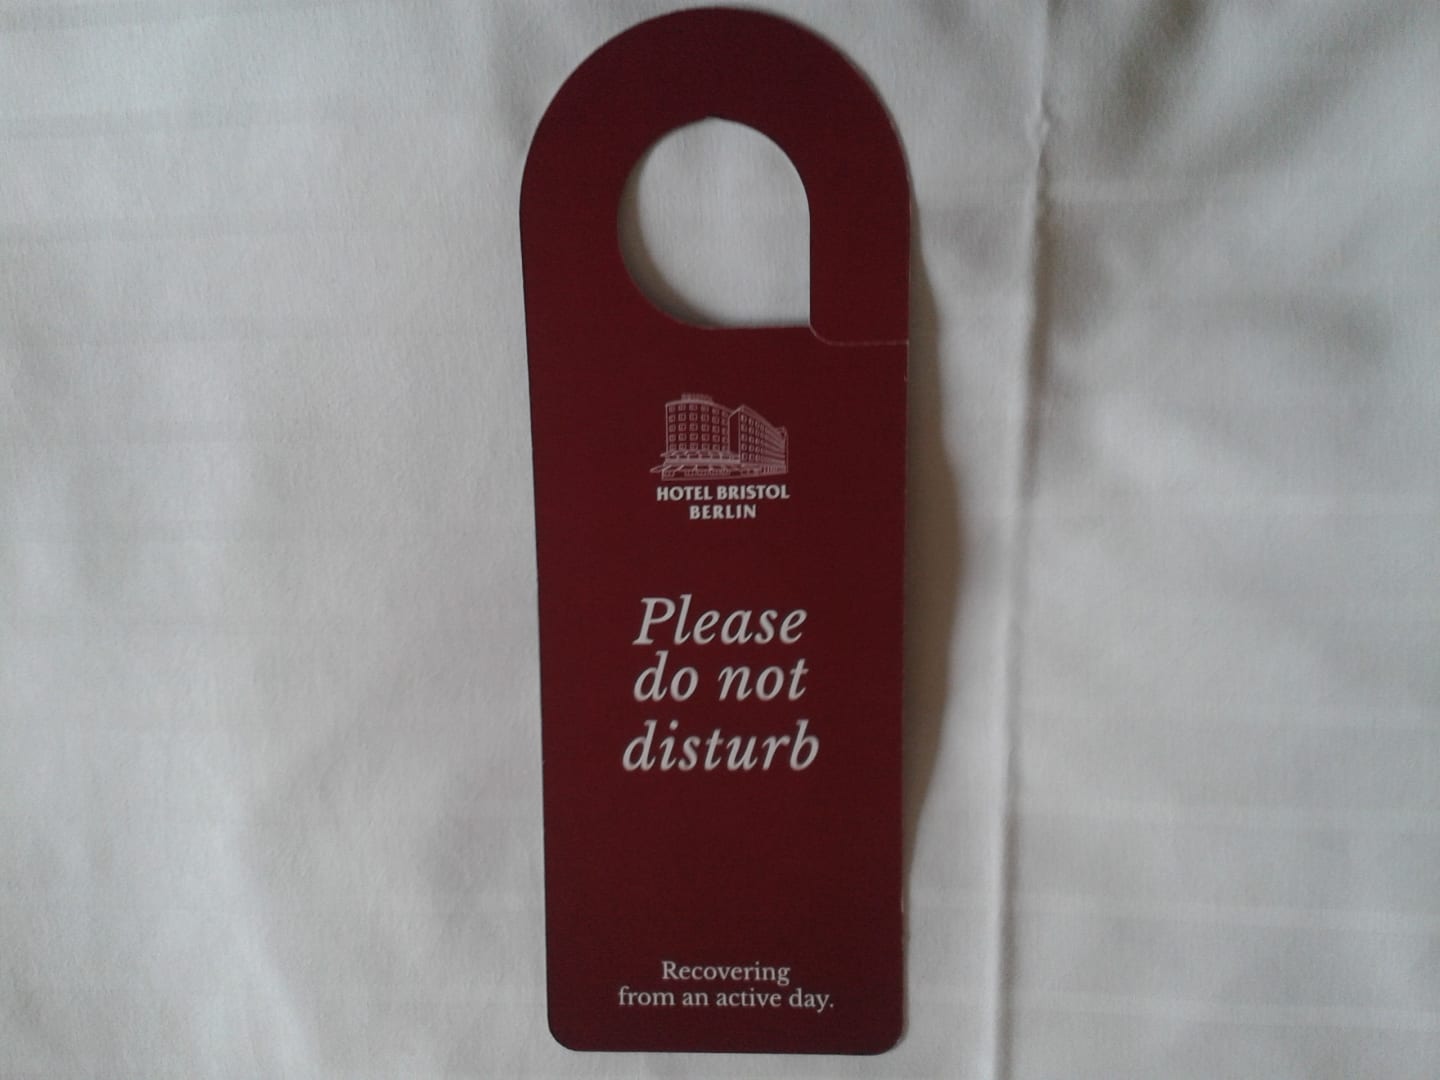 HOTEL BRISTOL
BERLIN
Please
do not
disturb
Recovering
from an active day.